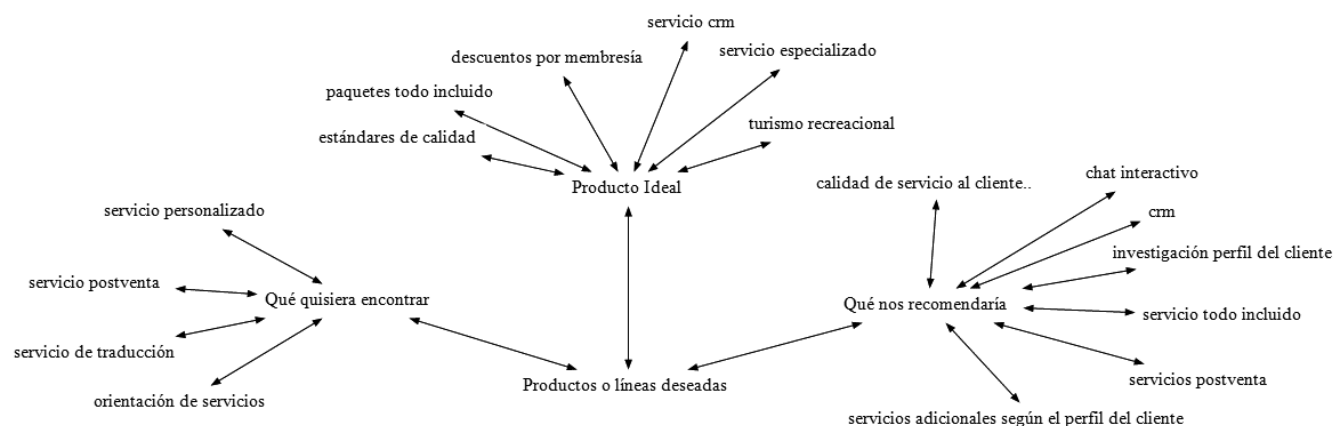 servicio crm
descuentos por membresía
servicio especializado
paquetes todo incluido
estándares de calidad
turismo recreacional
Producto Ideal
calidad de servicio al cliente..
chat interactivo
crm
investigación perfil del cliente
Qué nos recomendaría
servicio todo incluido
servicios postventa
servicios adicionales según el perfil del cliente
servicio personalizado
servicio postventa
Qué quisiera encontrar
servicio de traducción
orientación de servicios
Productos o líneas deseadas